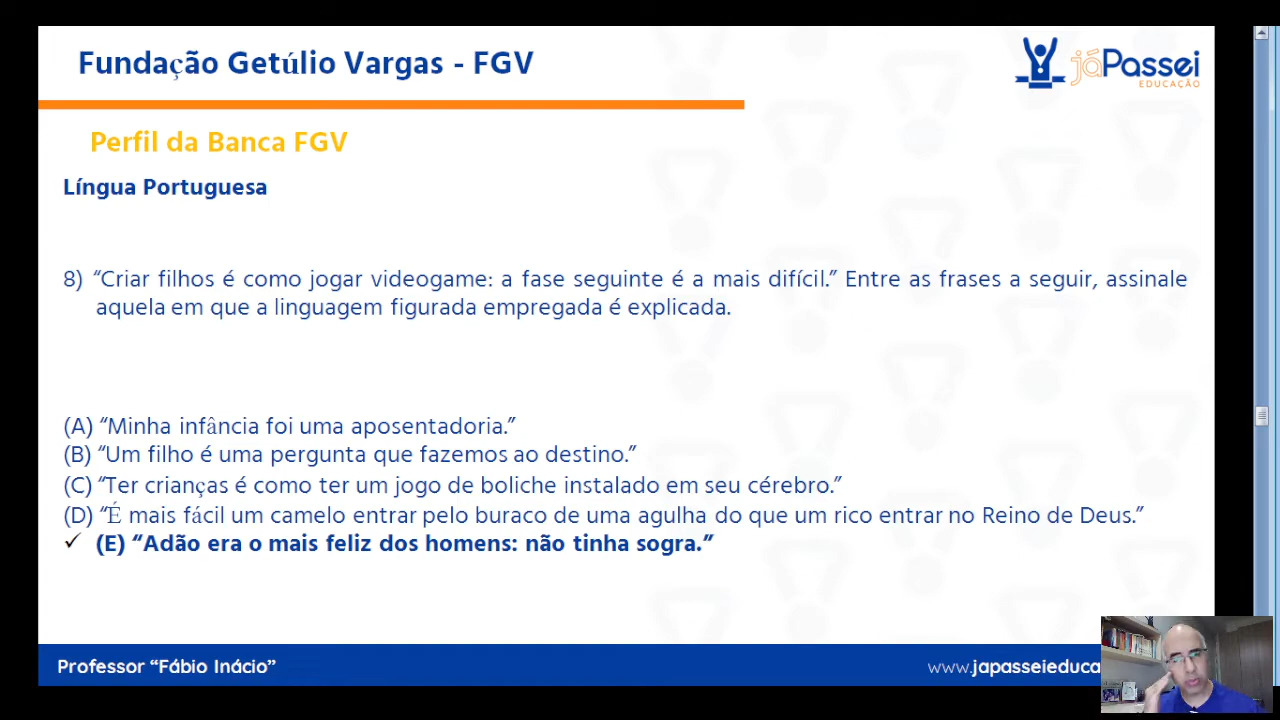 Fundação Getúlio Vargas - FGV
jáPassei
EDUCAÇÃO
Perfil da Banca FGV
Língua Portuguesa
8) “Criar filhos é como jogar videogame: a fase seguinte é a mais difícil.” Entre as frases a seguir, assinale
aquela em que a linguagem figurada empregada é explicada.
(A) “Minha infância foi uma aposentadoria.”
(B) “Um filho é uma pergunta que fazemos ao destino.”
(C) “Ter crianças é como ter um jogo de boliche instalado em seu cérebro.”
(D) “É mais fácil um camelo entrar pelo buraco de uma agulha do que um rico entrar no Reino de Deus.”
✓ (E) “Adão era o mais feliz dos homens: não tinha sogra.”
Professor “Fábio Inácio”
www.japasseieduca